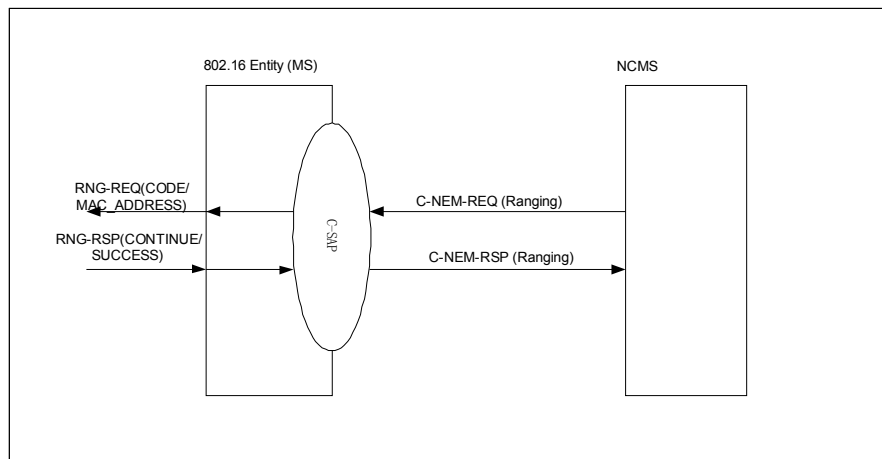 802.16 Entity (MS)
NCMS
RNG-REQ(CODE/
MAC_ADDRESS)
C-NEM-REQ (Ranging)
RNG-RSP(CONTINUE/
SUCCESS)
C-NEM-RSP (Ranging)
C-SAP